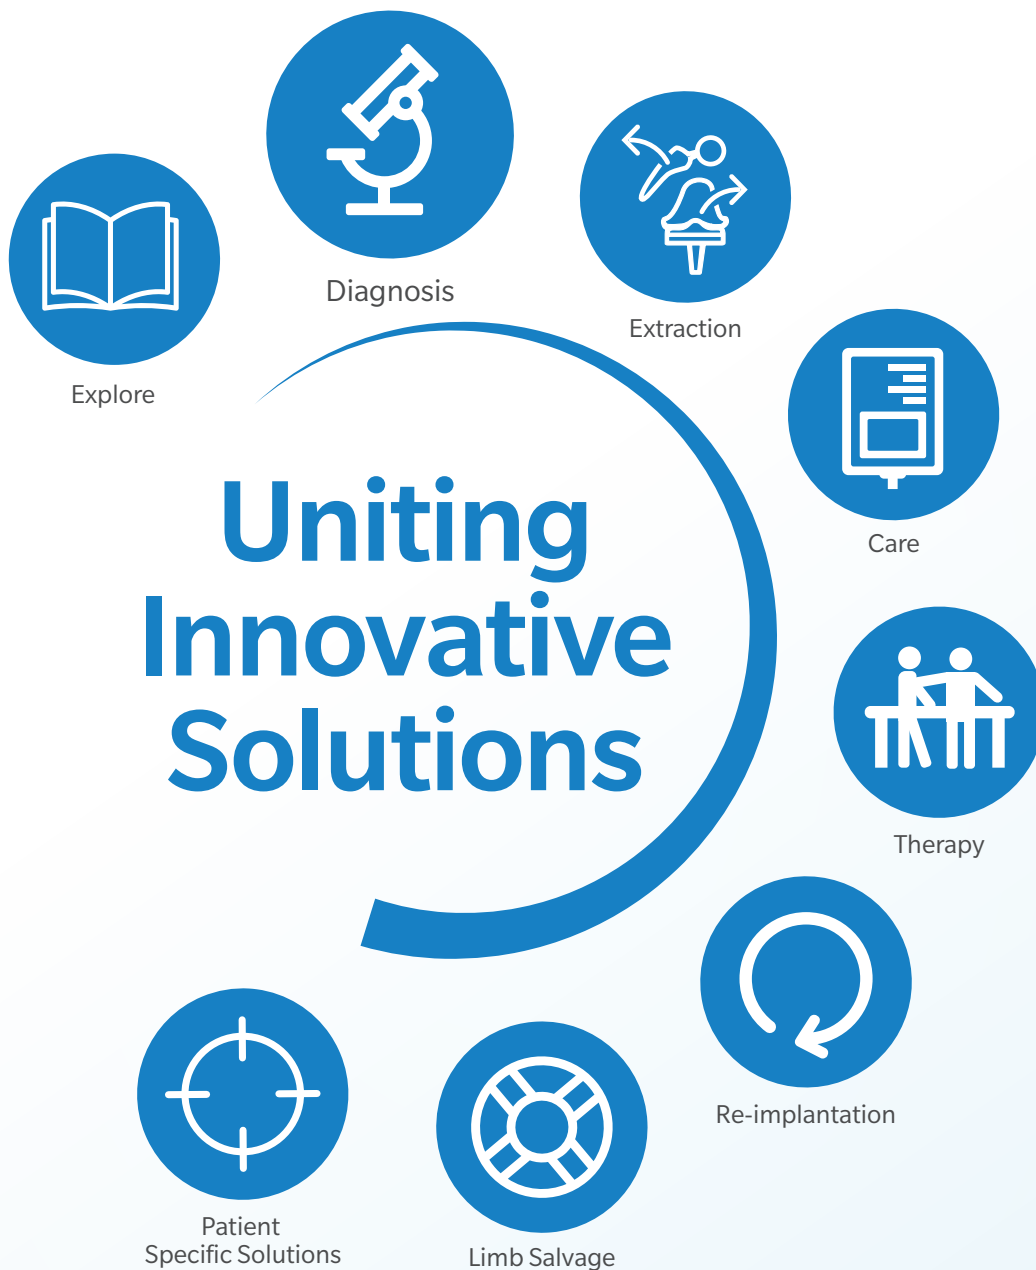 Diagnosis
Extraction
Explore
Care
Uniting
Innovative
Solutions
Therapy
Re-implantation
Patient
Specific Solutions
Limb Salvage